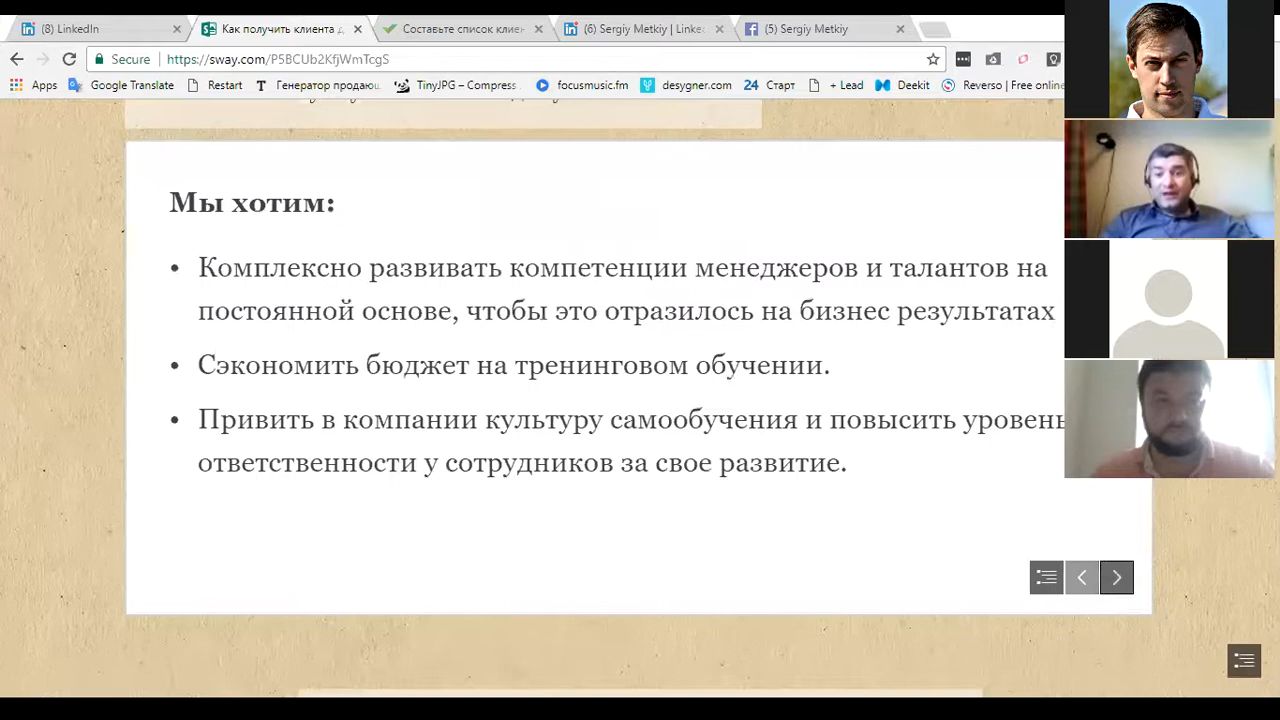 (8) LinkedIn
Как получить клиента д
Составьте список клиен
(6) Sergiy Metkiy | Linke
(5) Sergiy Metkiy
Secure
https://sway.com/P5BCUb2KfjWmTcgS
Apps
Google Translate
Restart
Генератор продающ
TinyJPG – Compress
focusmusic.fm
desygner.com
24 Старт
+ Lead
Deekit
Reverso | Free online
Мы хотим:
• Комплексно развивать компетенции менеджеров и талантов на
постоянной основе, чтобы это отразилось на бизнес результатах
• Сэкономить бюджет на тренинговом обучении.
• Привить в компании культуру самообучения и повысить уровень
ответственности у сотрудников за свое развитие.